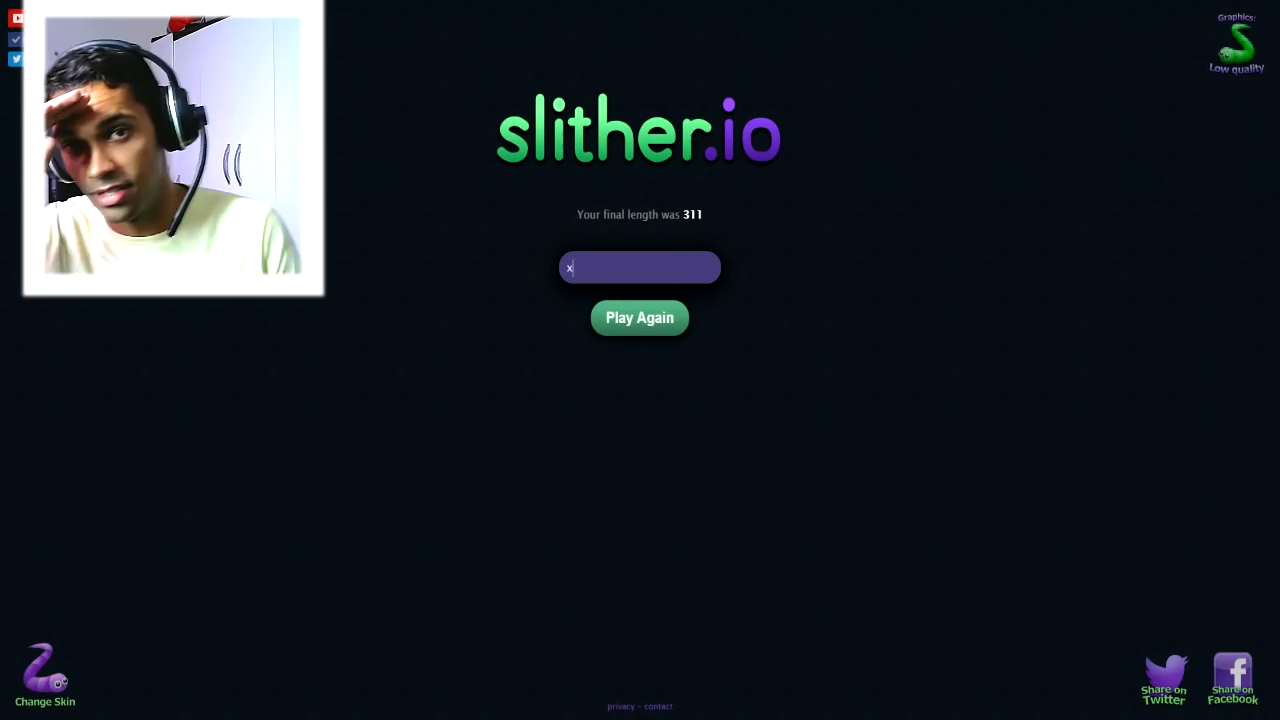 Graphics:
Low quality
slither.io
Your final length was 311
x
Play Again
Change Skin
privacy - contact
Share on
Twitter
Share on
Facebook